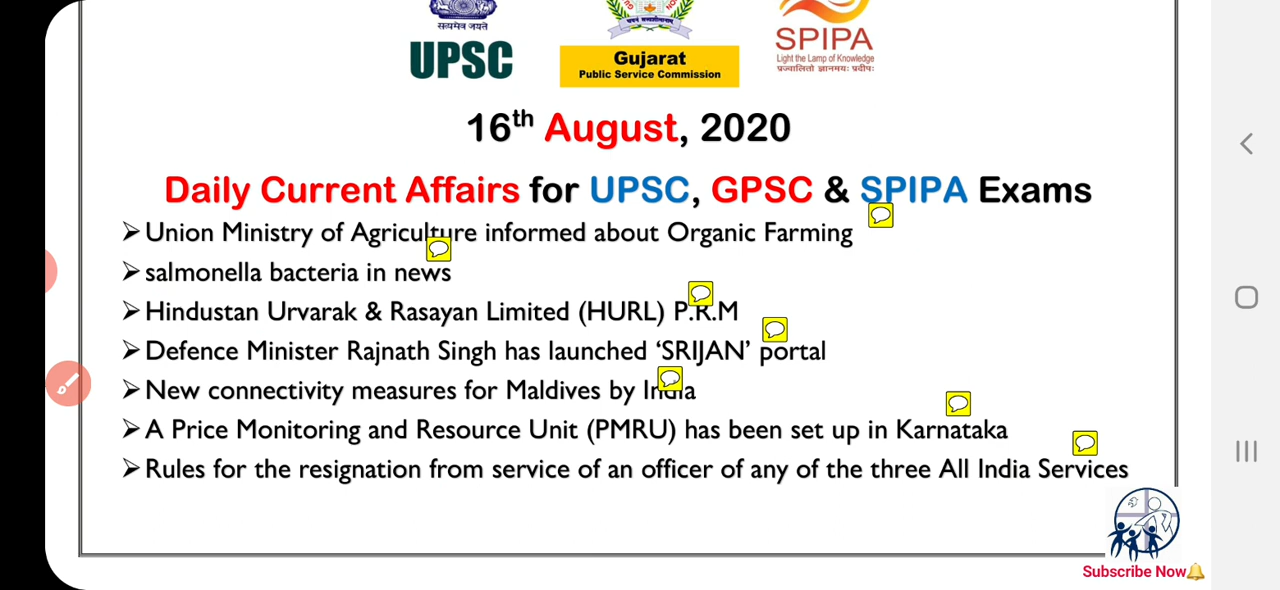 सत्यमेव जयते
UPSC
Gujarat
Public Service Commission
SPIPA
Light the Lamp of Knowledge
प्रज्वालितो ज्ञानमयः प्रदीपः
16th August, 2020
Daily Current Affairs for UPSC, GPSC & SPIPA Exams
➢Union Ministry of Agriculture informed about Organic Farming
➢salmonella bacteria in news
➢Hindustan Urvarak & Rasayan Limited (HURL) P.R.M
➢Defence Minister Rajnath Singh has launched ‘SRIJAN’ portal
➢New connectivity measures for Maldives by India
➢A Price Monitoring and Resource Unit (PMRU) has been set up in Karnataka
➢Rules for the resignation from service of an officer of any of the three All India Services
Subscribe Now